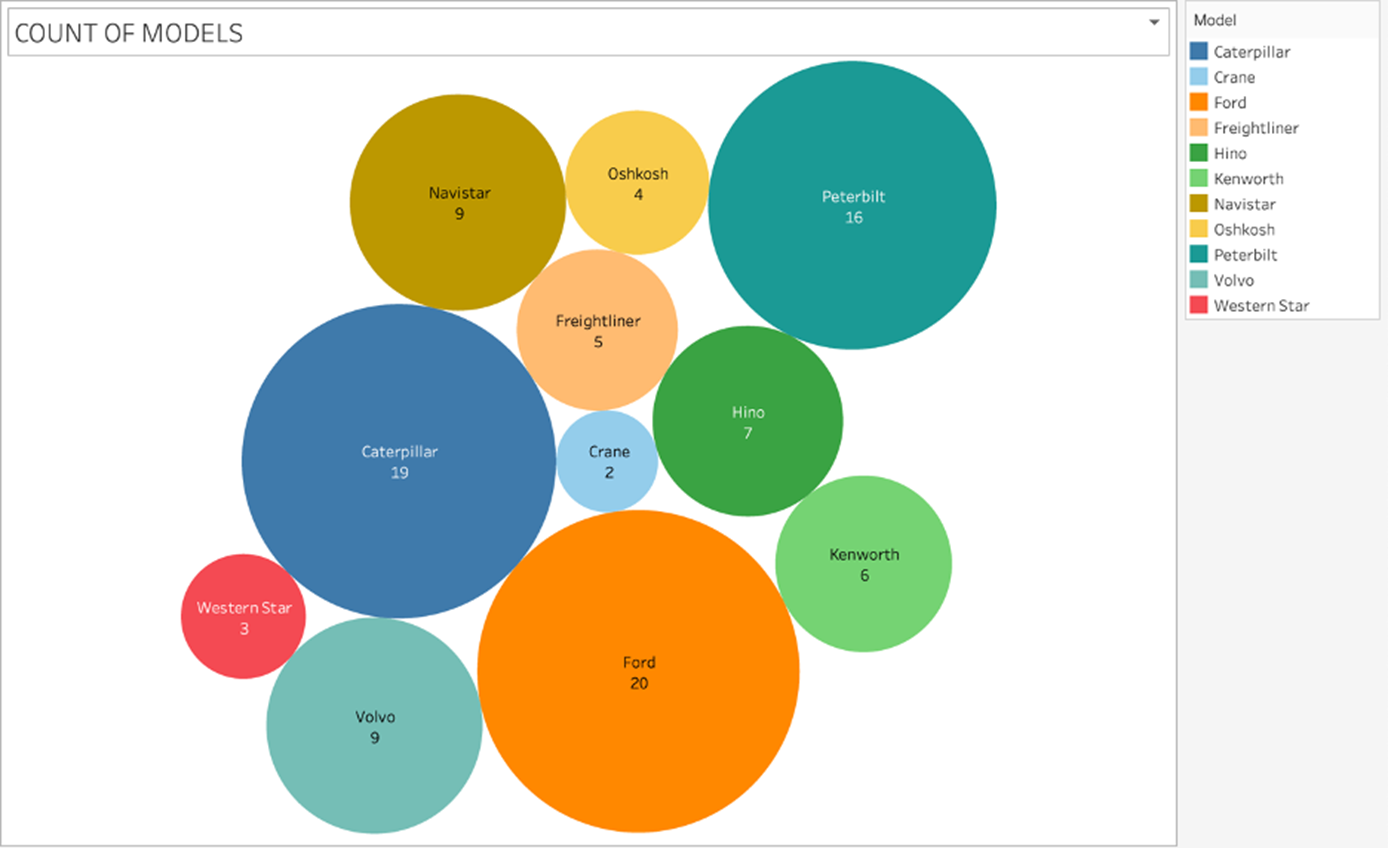 COUNT OF MODELS
Navistar
9
Oshkosh
4
Peterbilt
16
Freightliner
5
Hino
7
Caterpillar
19
Crane
2
Kenworth
6
Western Star
3
Ford
20
Volvo
9
Model
Caterpillar
Crane
Ford
Freightliner
Hino
Kenworth
Navistar
Oshkosh
Peterbilt
Volvo
Western Star